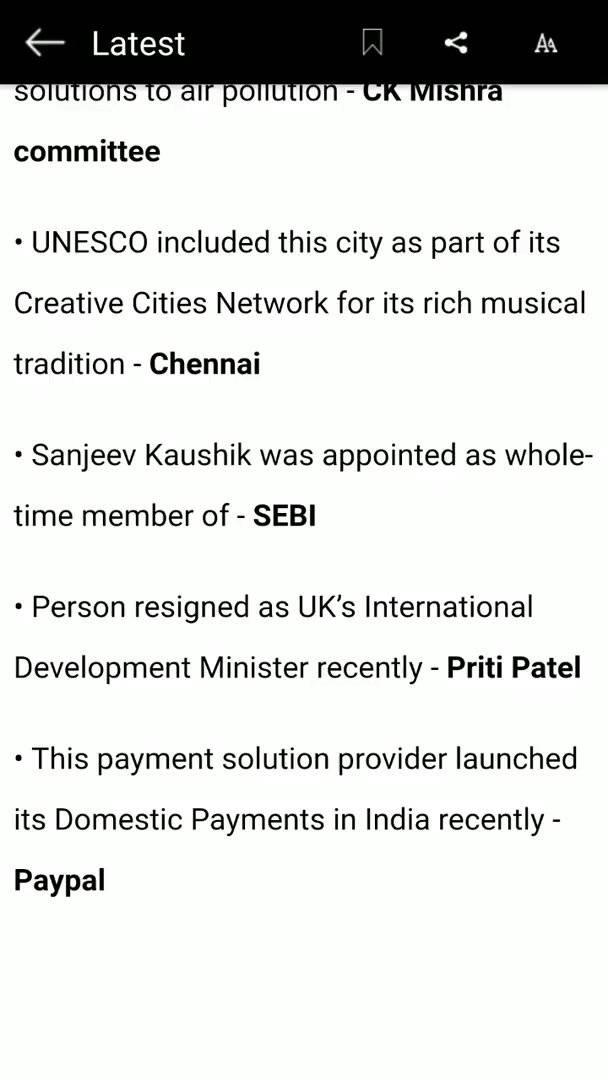 Latest
solutions to air pollution - CK Mishra
committee
• UNESCO included this city as part of its
Creative Cities Network for its rich musical
tradition - Chennai
• Sanjeev Kaushik was appointed as whole-
time member of - SEBI
• Person resigned as UK’s International
Development Minister recently - Priti Patel
• This payment solution provider launched
its Domestic Payments in India recently -
Paypal